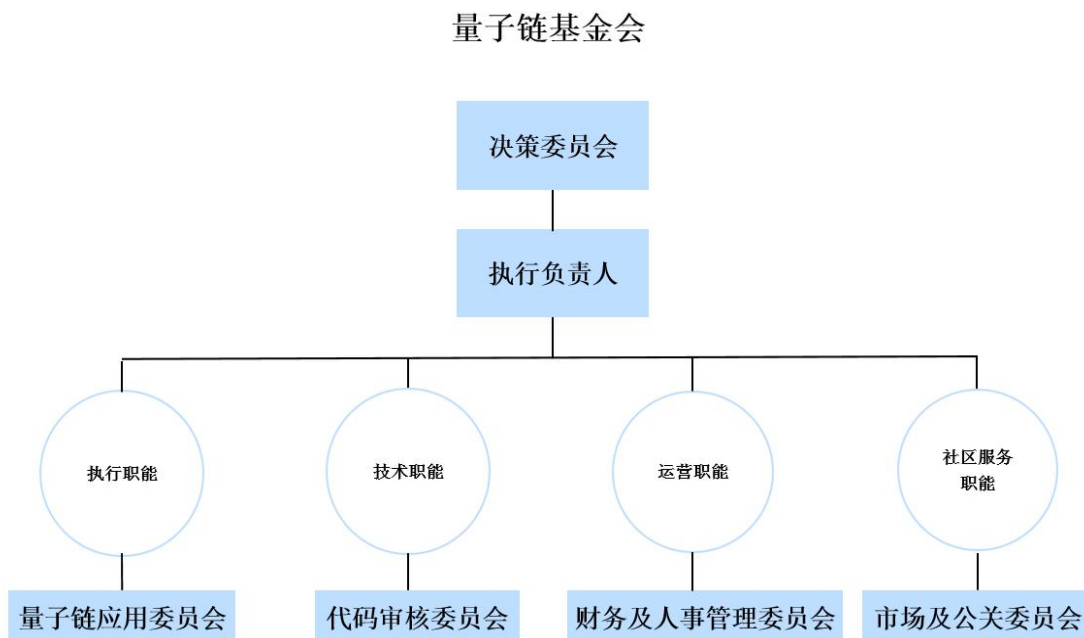 量子链基金会
决策委员会
执行负责人
执行职能
技术职能
运营职能
社区服务
职能
量子链应用委员会
代码审核委员会
财务及人事管理委员会
市场及公关委员会